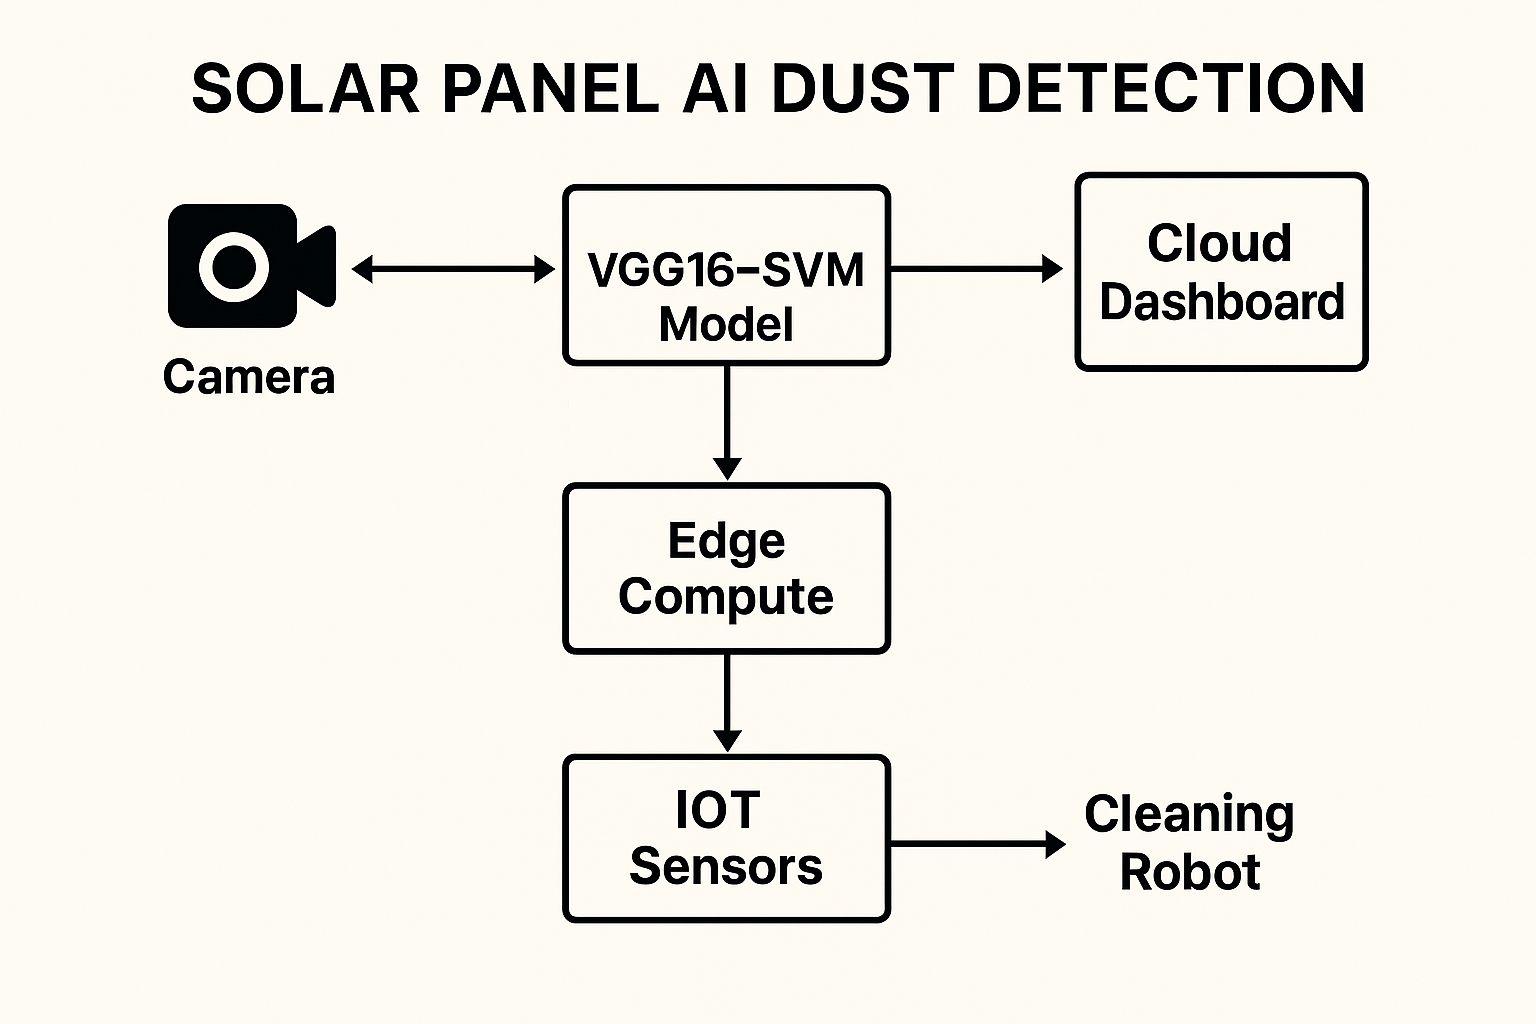 SOLAR PANEL AI DUST DETECTION
Camera
VGG16–SVM
Model
Cloud
Dashboard
Edge
Compute
IOT
Sensors
Cleaning
Robot